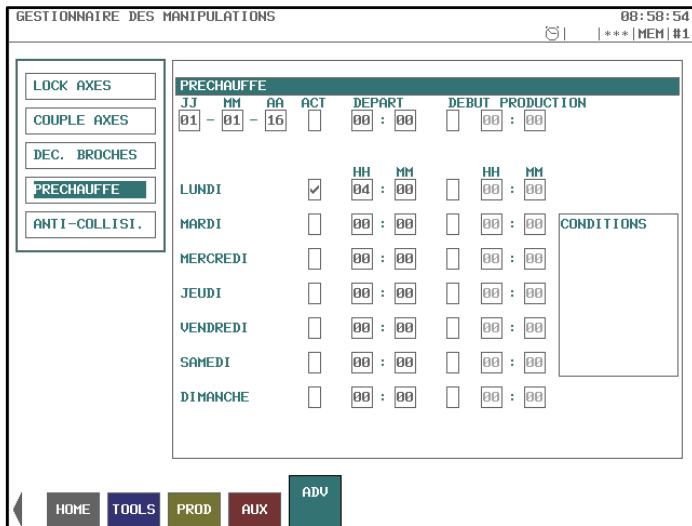 GESTIONNAIRE DES MANIPULATIONS 08:58:54
|***|MEM|#1
LOCK AXES
COUPLE AXES
DEC. BROCHES
PRECHAUFFE
ANTI-COLLISI.
PRECHAUFFE
JJ MM AA ACT DEPART DEBUT PRODUCTION
01 - 01 - 16 00 : 00 00 : 00
HH MM HH MM
LUNDI 04 : 00 00 : 00
MARDI 00 : 00 00 : 00
MERCREDI 00 : 00 00 : 00
JEUDI 00 : 00 00 : 00
VENDREDI 00 : 00 00 : 00
SAMEDI 00 : 00 00 : 00
DIMANCHE 00 : 00 00 : 00
CONDITIONS
HOME TOOLS PROD AUX ADV